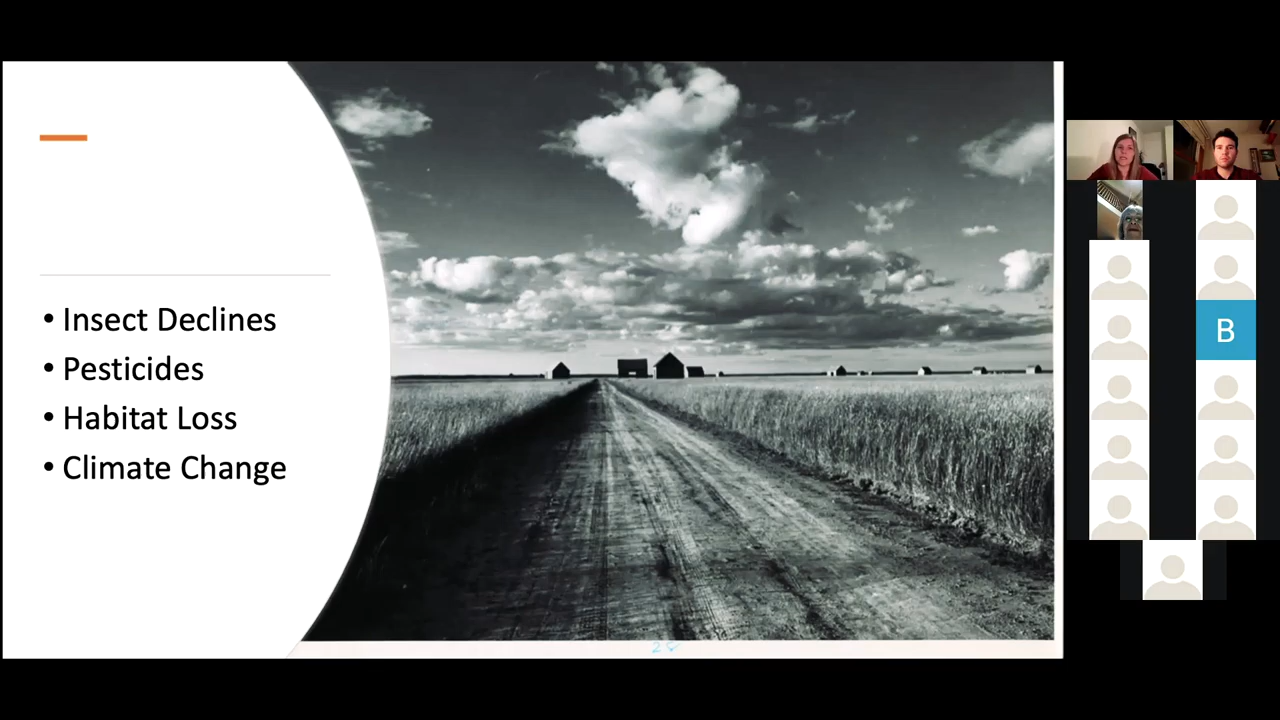 • Insect Declines
• Pesticides
• Habitat Loss
• Climate Change
B